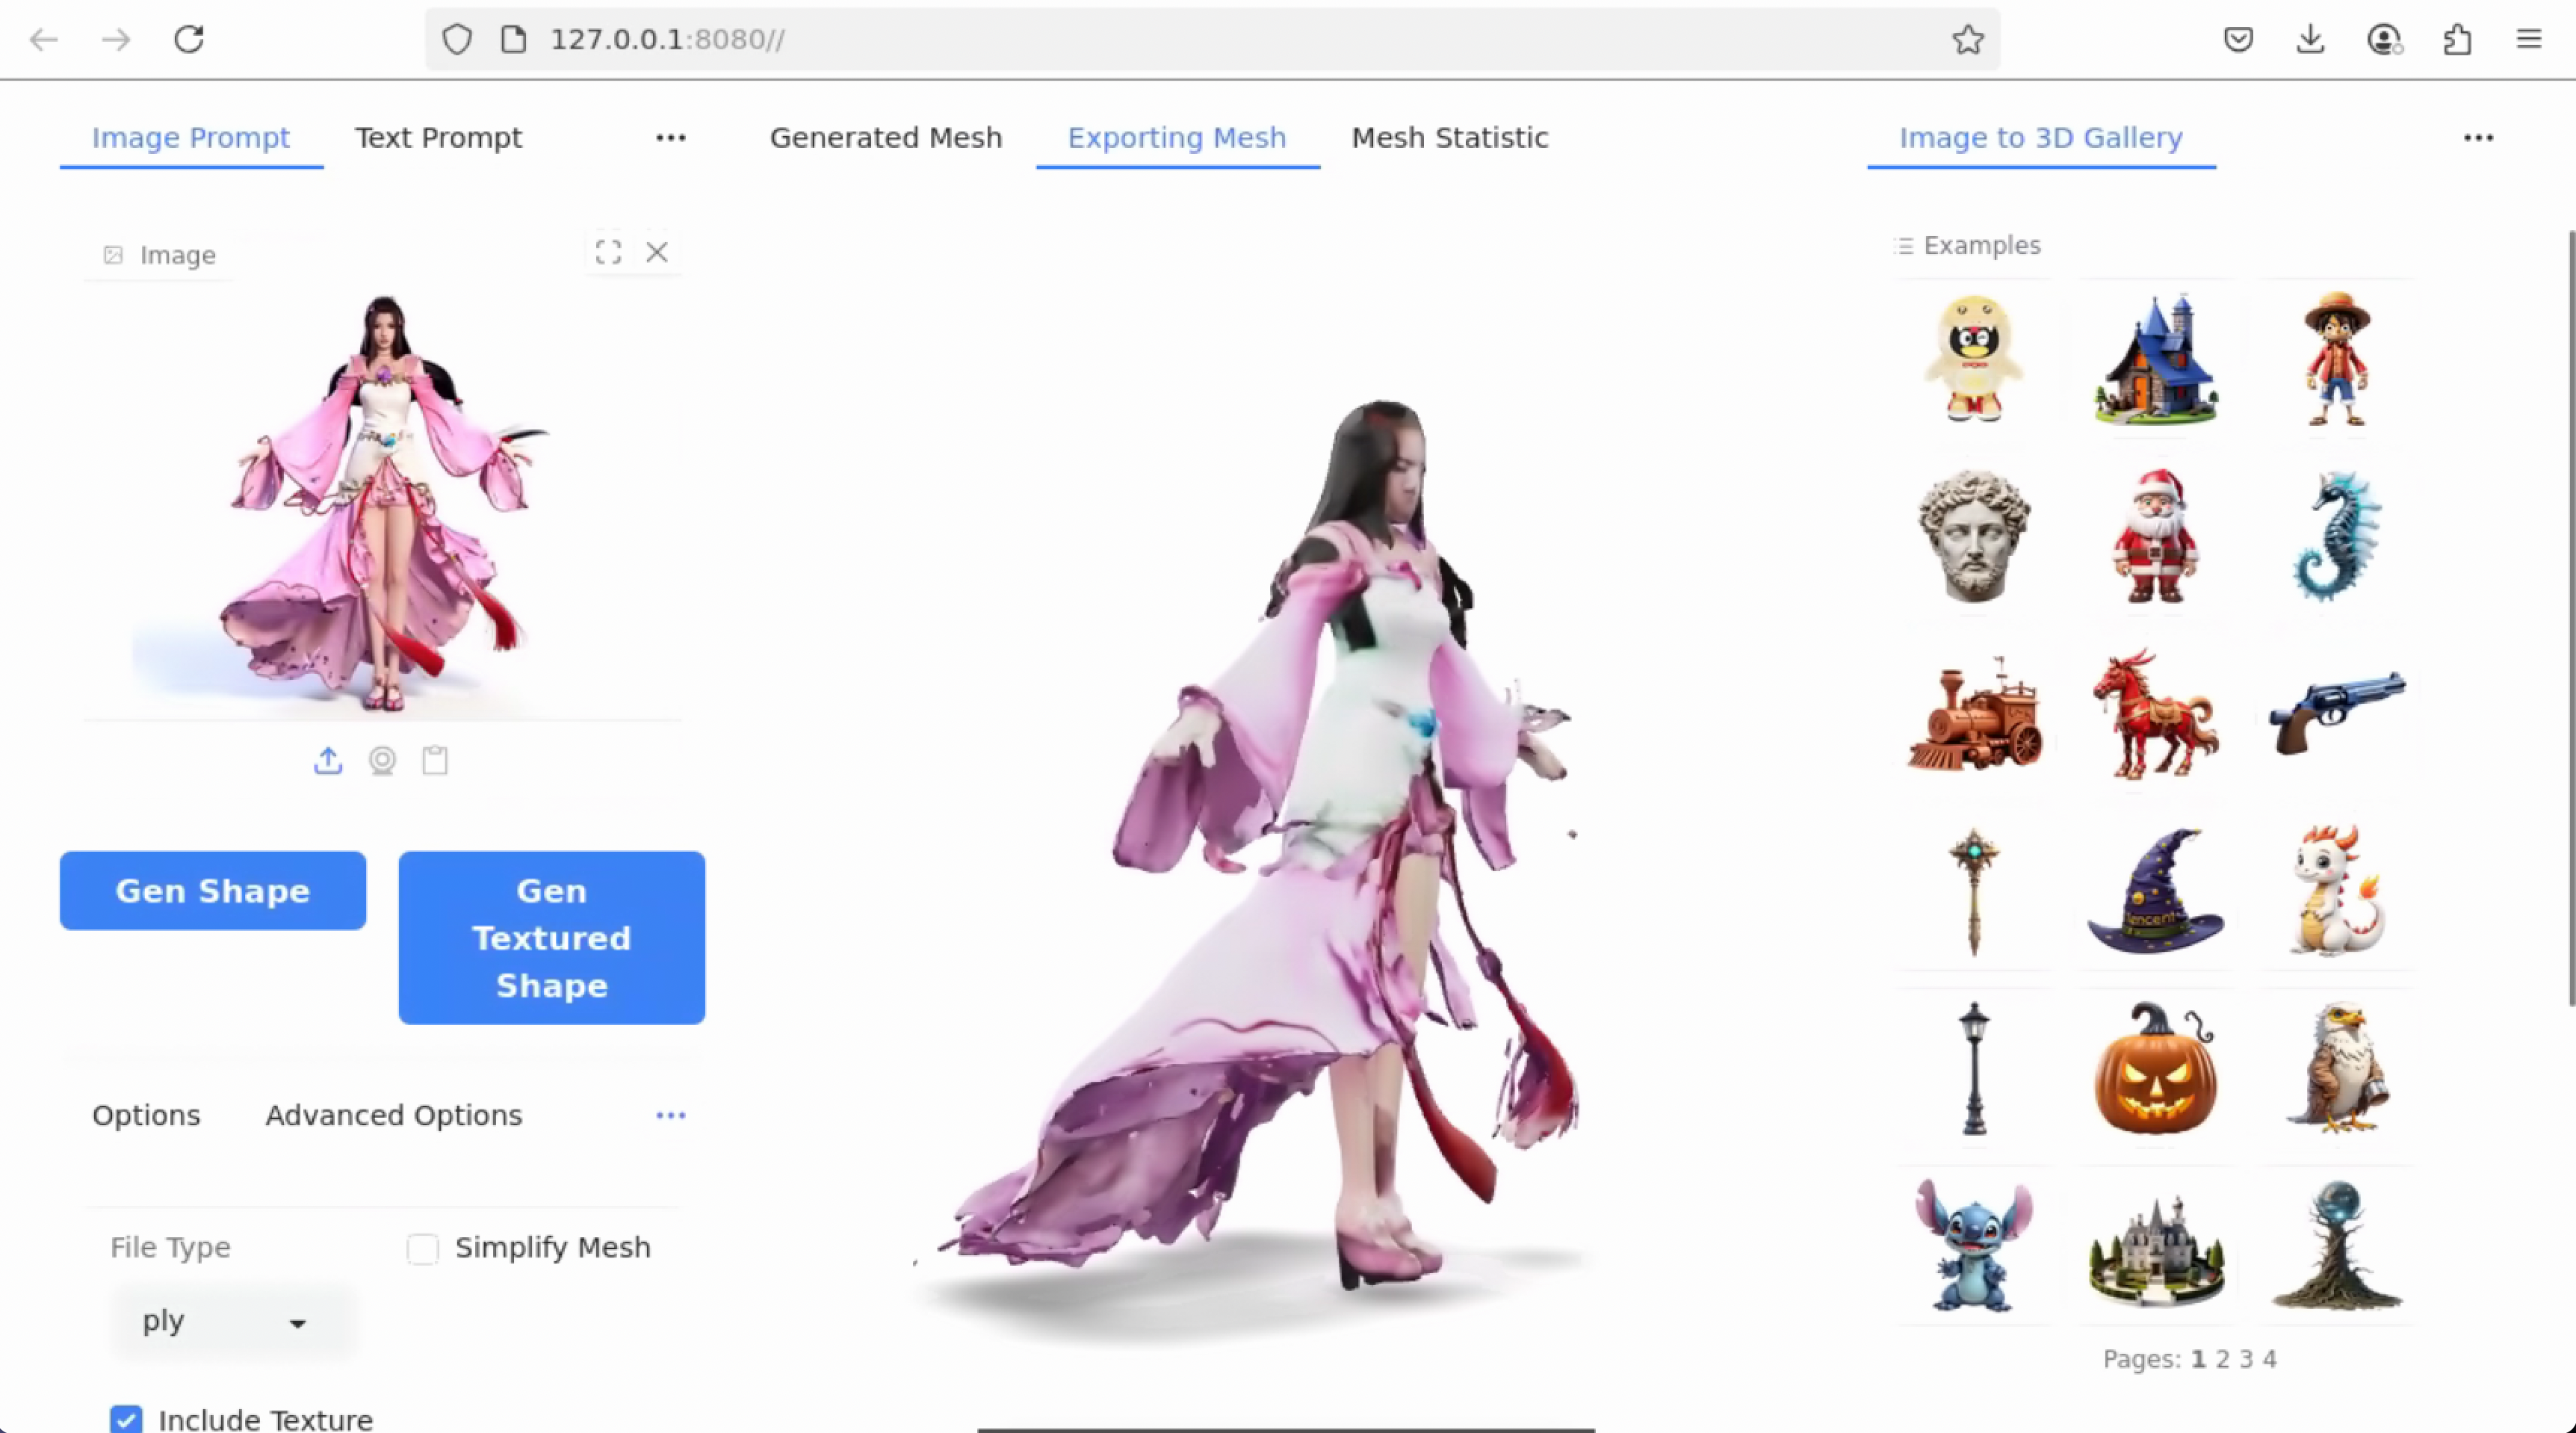 127.0.0.1:8080//
Image Prompt
Text Prompt
Generated Mesh
Exporting Mesh
Mesh Statistic
Image to 3D Gallery
Image
Gen Shape
Gen
Textured
Shape
Options
Advanced Options
File Type
Simplify Mesh
ply
Include Texture
Examples
Tencent
Pages: 1 2 3 4